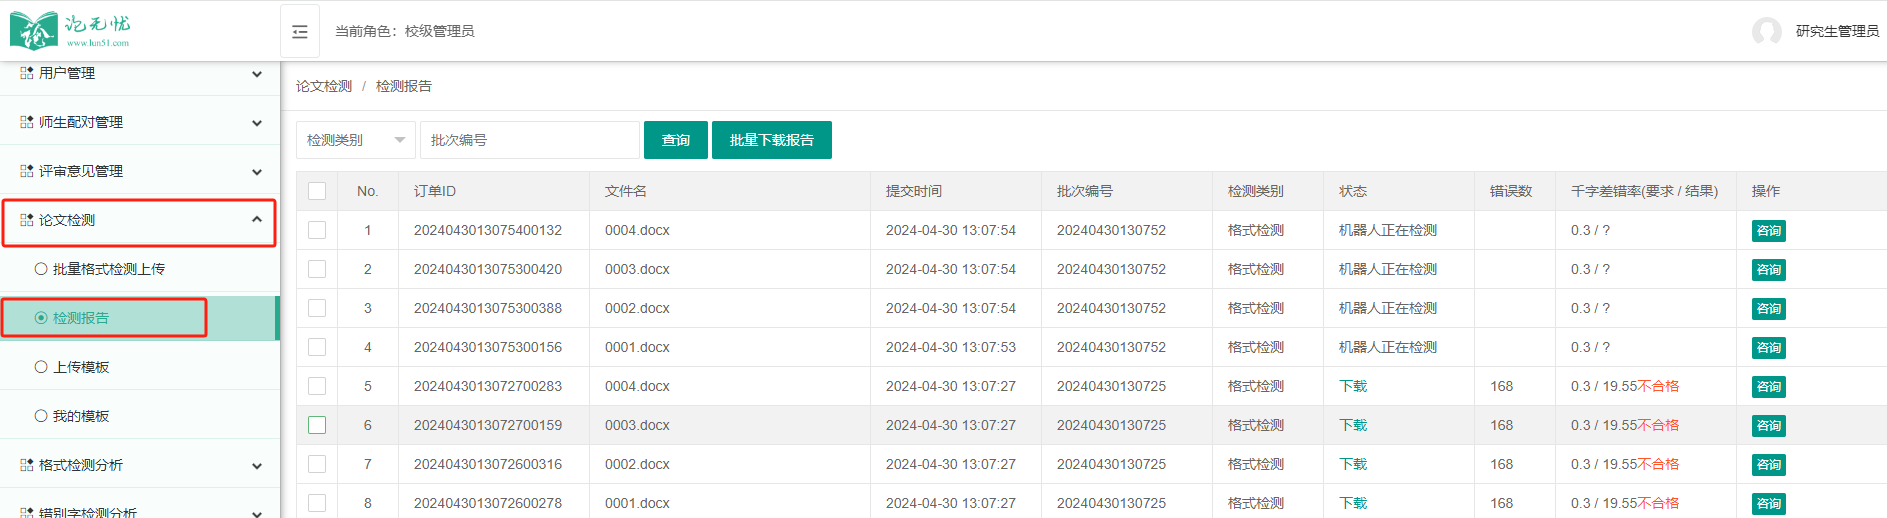 论无忧
www.lun51.com
当前角色：校级管理员
研究生管理员
用户管理
师生配对管理
评审意见管理
论文检测
批量格式检测上传
检测报告
上传模板
我的模板
格式检测分析
错别字检测分析
论文检测 / 检测报告
检测类别 批次编号 查询 批量下载报告
No. 订单ID 文件名 提交时间 批次编号 检测类别 状态 错误数 千字差错率(要求 / 结果) 操作
1 2024043013075400132 0004.docx 2024-04-30 13:07:54 20240430130752 格式检测 机器人正在检测 0.3 / ? 咨询
2 2024043013075300420 0003.docx 2024-04-30 13:07:54 20240430130752 格式检测 机器人正在检测 0.3 / ? 咨询
3 2024043013075300388 0002.docx 2024-04-30 13:07:54 20240430130752 格式检测 机器人正在检测 0.3 / ? 咨询
4 2024043013075300156 0001.docx 2024-04-30 13:07:53 20240430130752 格式检测 机器人正在检测 0.3 / ? 咨询
5 2024043013072700283 0004.docx 2024-04-30 13:07:27 20240430130725 格式检测 下载 168 0.3 / 19.55不合格 咨询
6 2024043013072700159 0003.docx 2024-04-30 13:07:27 20240430130725 格式检测 下载 168 0.3 / 19.55不合格 咨询
7 2024043013072600316 0002.docx 2024-04-30 13:07:27 20240430130725 格式检测 下载 168 0.3 / 19.55不合格 咨询
8 2024043013072600278 0001.docx 2024-04-30 13:07:27 20240430130725 格式检测 下载 168 0.3 / 19.55不合格 咨询